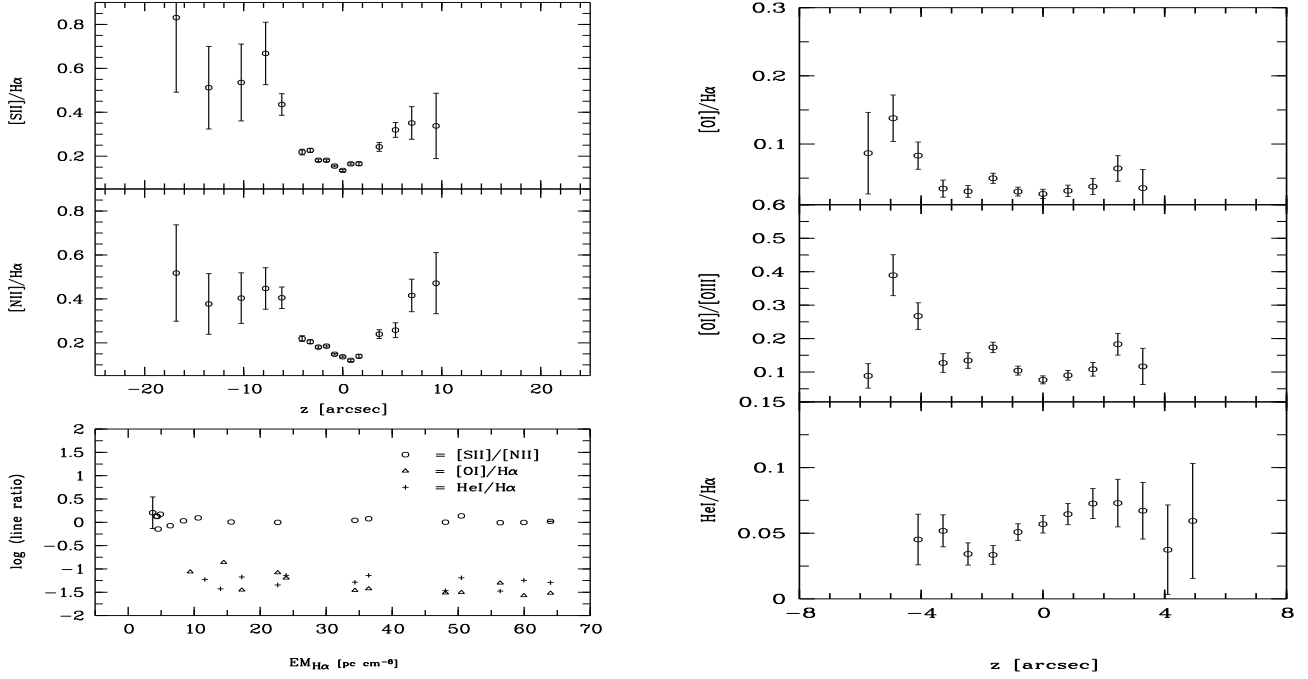 [SII]/Hα
0.8
0.6
0.4
0.2
[NII]/Hα
0.8
0.6
0.4
0.2
−20 −10 0 10 20
z [arcsec]
log (line ratio)
2
1.5
1
0.5
0
−0.5
−1
−1.5
−2
o = [SII]/[NII]
△ = [OI]/Hα
+ = HeI/Hα
0 10 20 30 40 50 60 70
EM_Hα [pc cm⁻⁶]
[OI]/Hα
0.3
0.2
0.1
0.6
[OI]/[OIII]
0.5
0.4
0.3
0.2
0.1
0.15
HeI/Hα
0.1
0.05
0
−8 −4 0 4 8
z [arcsec]